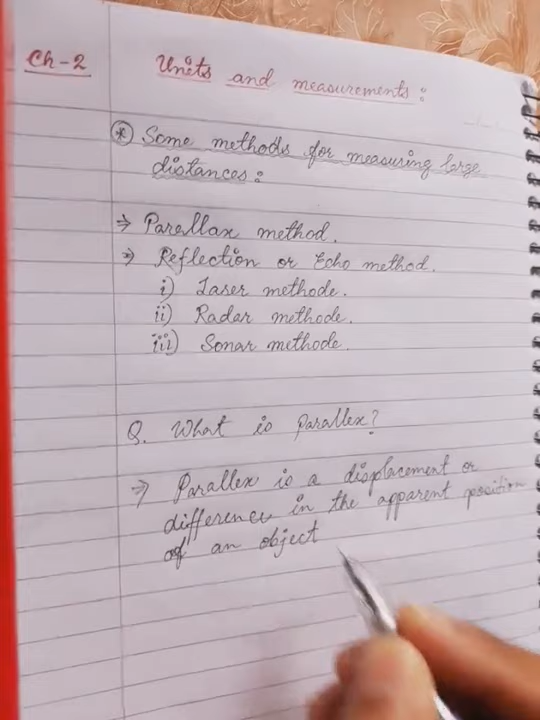 Ch-2
Units and measurements :
* Some methods for measuring large
distances :
⇒ Parallax method.
⇒ Reflection or Echo method.
i) Laser methode.
ii) Radar methode.
iii) Sonar methode.
Q. What is Parallex?
⇒ Parallex is a displacement or
difference in the apparent position
of an object